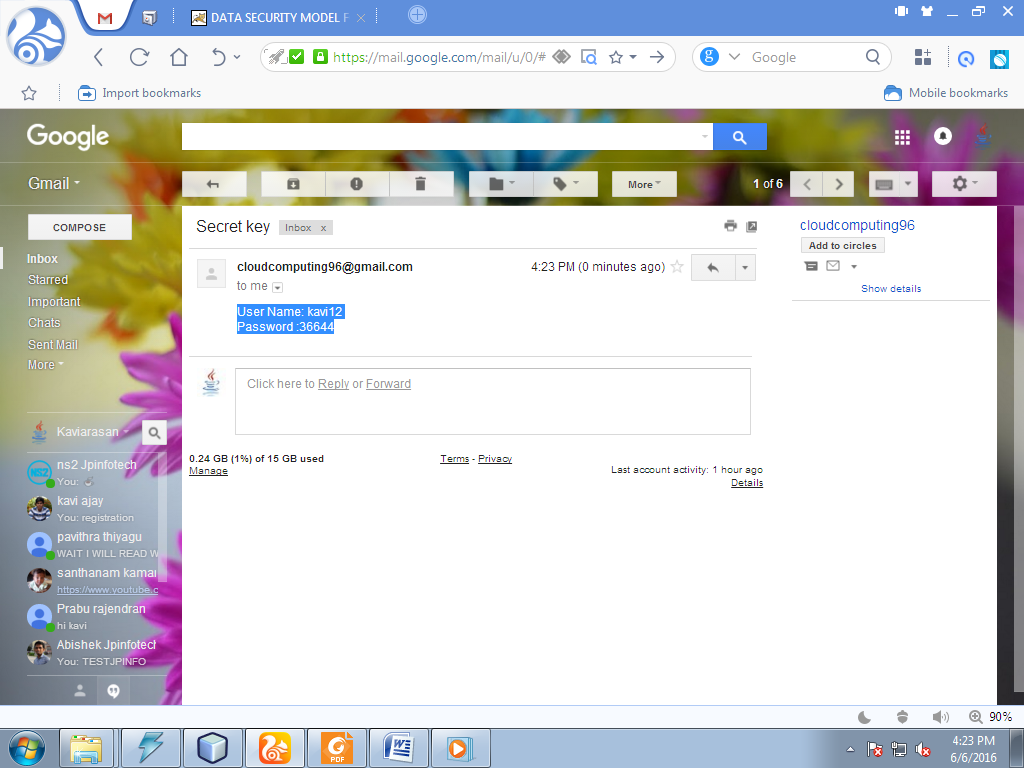 DATA SECURITY MODEL F
https://mail.google.com/mail/u/0/#
g Google
Import bookmarks
Mobile bookmarks
Google
Gmail
More
1 of 6
COMPOSE
Inbox
Starred
Important
Chats
Sent Mail
More
Secret key
Inbox x
cloudcomputing96@gmail.com
4:23 PM (0 minutes ago)
to me
User Name: kavi12
Password :36644
Click here to Reply or Forward
0.24 GB (1%) of 15 GB used
Manage
Terms - Privacy
Last account activity: 1 hour ago
Details
cloudcomputing96
Add to circles
Show details
Kaviarasan
NS2
ns2 Jpinfotech
You:
kavi ajay
You: registration
pavithra thiyagu
WAIT I WILL READ W
santhanam kamar
https://www.youtube.c
Prabu rajendran
hi kavi
Abishek Jpinfotech
You: TESTJPINFO
90%
PDF
4:23 PM
6/6/2016